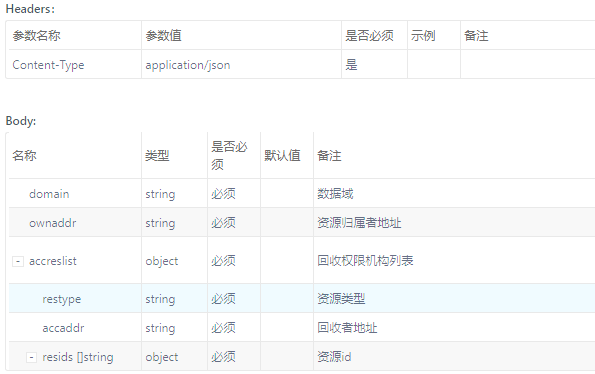 Headers:
参数名称 参数值 是否必须 示例 备注
Content-Type application/json 是
Body:
名称 类型 是否必须 默认值 备注
domain string 必须 数据域
ownaddr string 必须 资源归属者地址
- accreslist object 必须 回收权限机构列表
restype string 必须 资源类型
accaddr string 必须 回收者地址
- resids []string object 必须 资源id